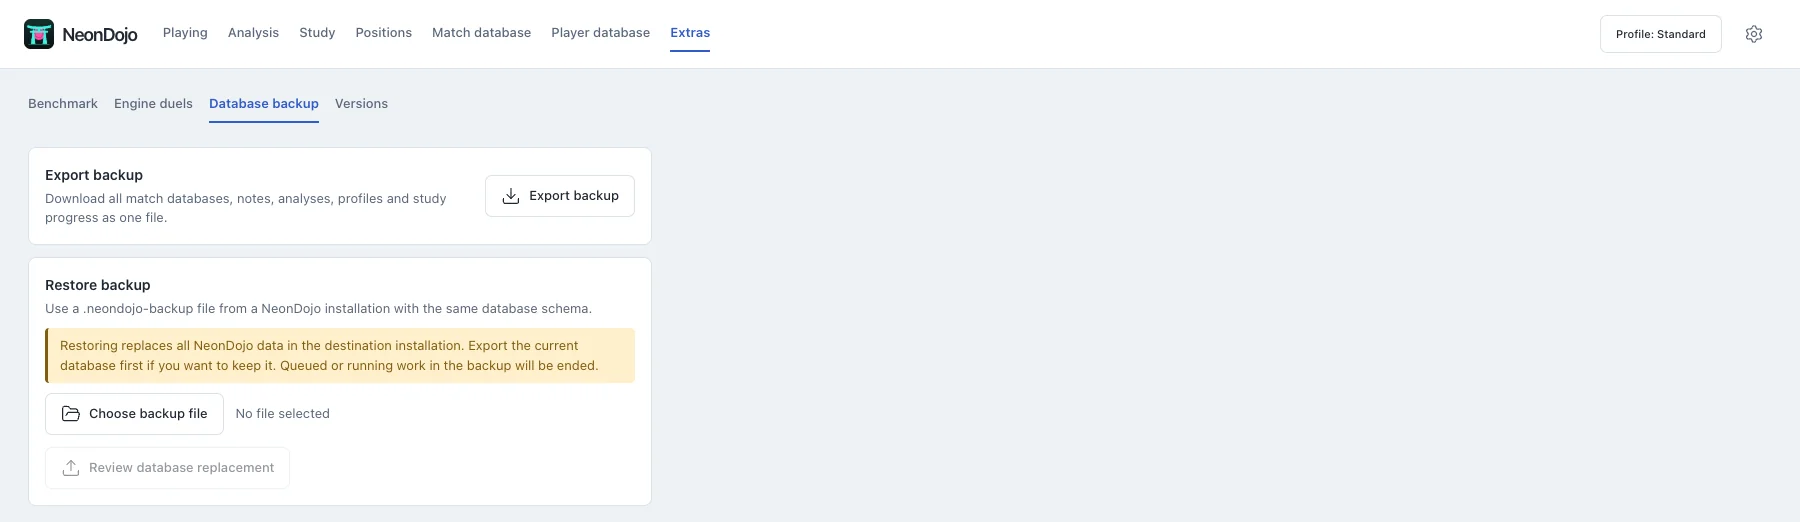 NeonDojo
Playing
Analysis
Study
Positions
Match database
Player database
Extras
Profile: Standard
Benchmark
Engine duels
Database backup
Versions
Export backup
Download all match databases, notes, analyses, profiles and study
progress as one file.
Export backup
Restore backup
Use a .neondojo-backup file from a NeonDojo installation with the same database schema.
Restoring replaces all NeonDojo data in the destination installation. Export the current
database first if you want to keep it. Queued or running work in the backup will be ended.
Choose backup file
No file selected
Review database replacement